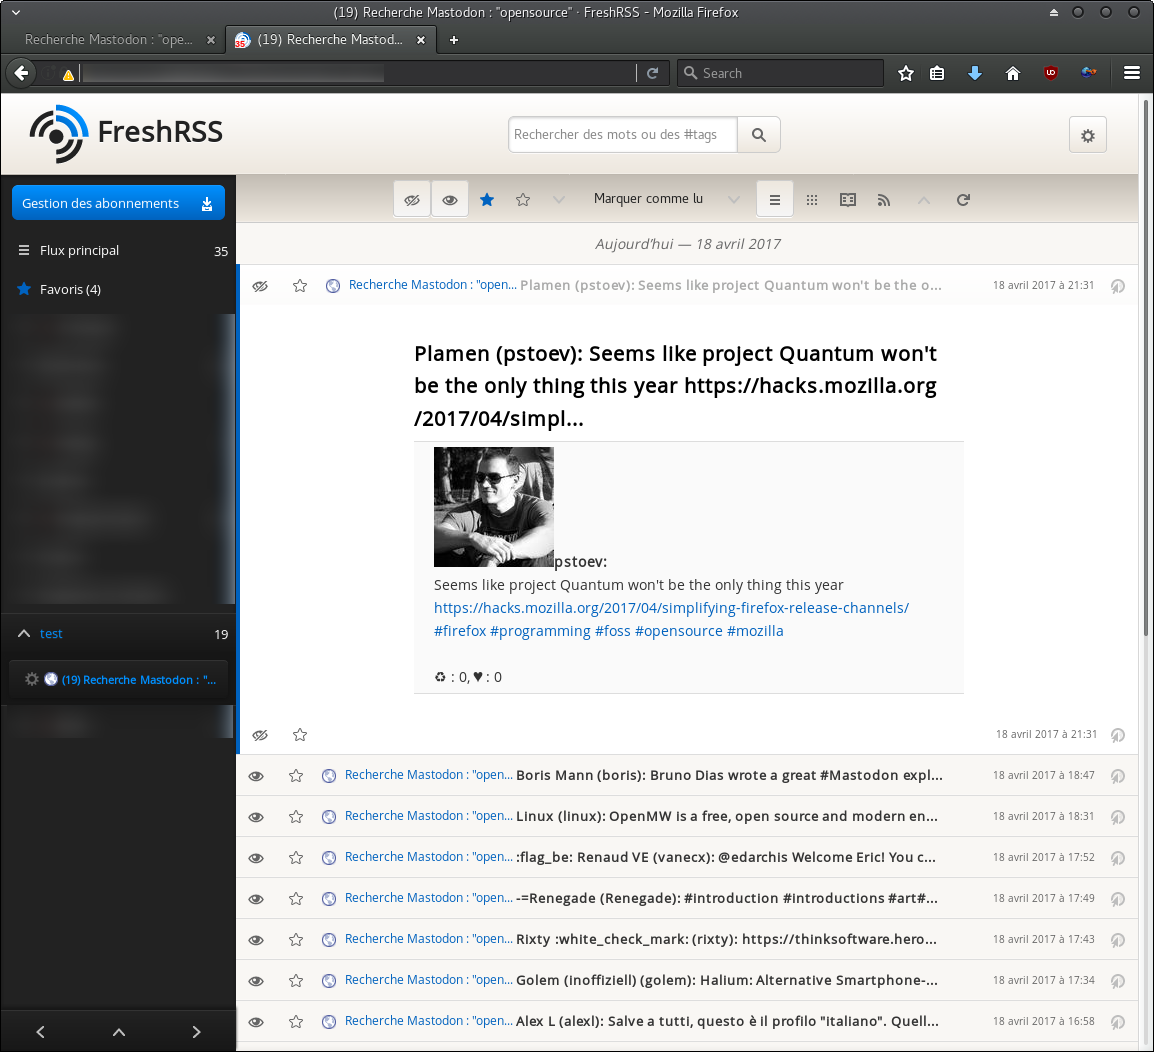 (19) Recherche Mastodon : "opensource" · FreshRSS - Mozilla Firefox
Recherche Mastodon : "ope...
35
(19) Recherche Mastod...
Search
FreshRSS
Rechercher des mots ou des #tags
Gestion des abonnements
Marquer comme lu
Flux principal 35
Favoris (4)
Aujourd'hui — 18 avril 2017
Recherche Mastodon : "open... Plamen (pstoev): Seems like project Quantum won't be the o... 18 avril 2017 à 21:31
Plamen (pstoev): Seems like project Quantum won't
be the only thing this year https://hacks.mozilla.org
/2017/04/simpl...
pstoev:
Seems like project Quantum won't be the only thing this year
https://hacks.mozilla.org/2017/04/simplifying-firefox-release-channels/
#firefox #programming #foss #opensource #mozilla
♻ : 0, ♥ : 0
18 avril 2017 à 21:31
test 19
(19) Recherche Mastodon : "...
Recherche Mastodon : "open... Boris Mann (boris): Bruno Dias wrote a great #Mastodon expl... 18 avril 2017 à 18:47
Recherche Mastodon : "open... Linux (linux): OpenMW is a free, open source and modern en... 18 avril 2017 à 18:31
Recherche Mastodon : "open... :flag_be: Renaud VE (vanecx): @edarchis Welcome Eric! You c... 18 avril 2017 à 17:52
Recherche Mastodon : "open... -=Renegade (Renegade): #introduction #introductions #art#... 18 avril 2017 à 17:49
Recherche Mastodon : "open... Rixty :white_check_mark: (rixty): https://thinksoftware.hero... 18 avril 2017 à 17:43
Recherche Mastodon : "open... Golem (inoffiziell) (golem): Halium: Alternative Smartphone-... 18 avril 2017 à 17:34
Recherche Mastodon : "open... Alex L (alexl): Salve a tutti, questo è il profilo "italiano". Quell... 18 avril 2017 à 16:58